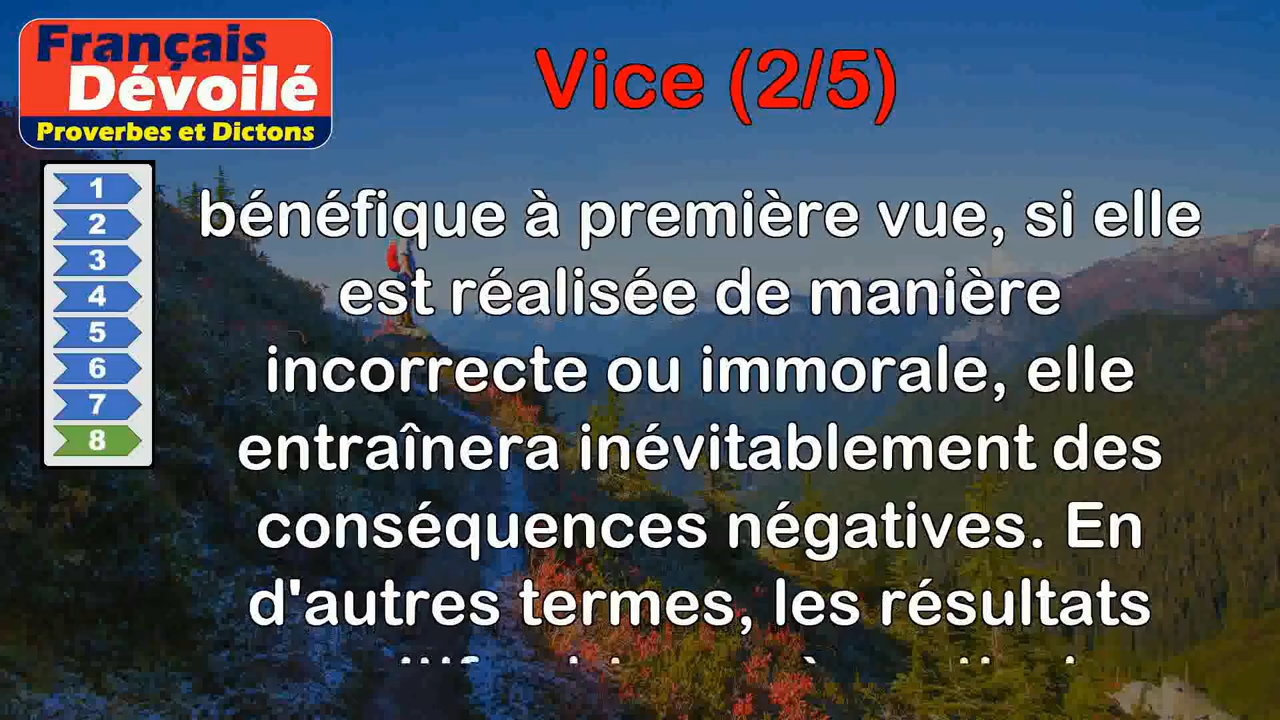 Français
Dévoilé
Proverbes et Dictons
Vice (2/5)
1
2
3
4
5
6
7
8
bénéfique à première vue, si elle
est réalisée de manière
incorrecte ou immorale, elle
entraînera inévitablement des
conséquences négatives. En
d'autres termes, les résultats